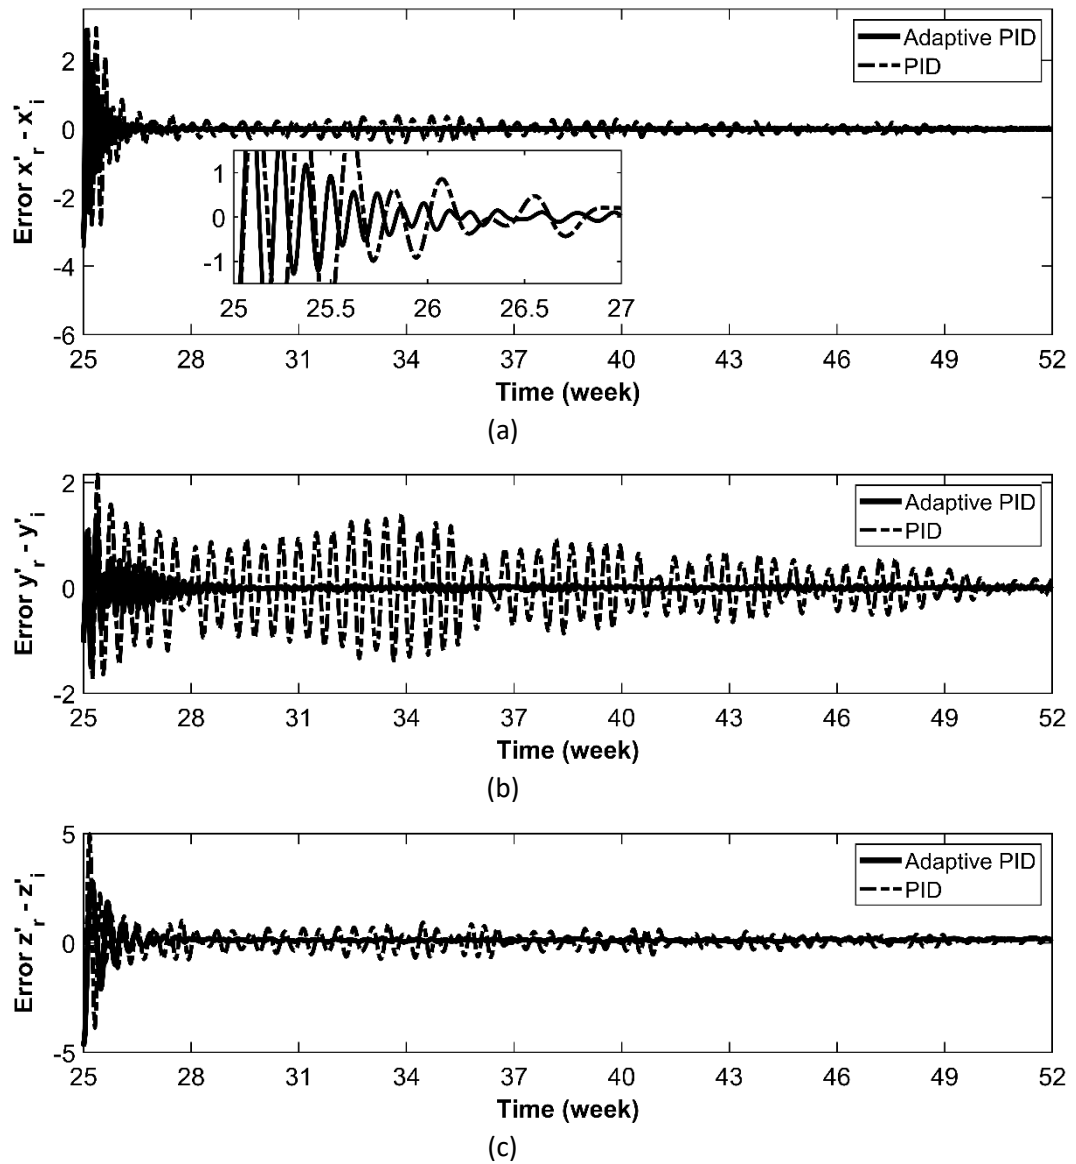 Adaptive PID
PID
2
0
-2
-4
-6
Error x'r - x'i
1
0
-1
25 25.5 26 26.5 27
25 28 31 34 37 40 43 46 49 52
Time (week)
(a)
Adaptive PID
PID
2
0
-2
Error y'r - y'i
25 28 31 34 37 40 43 46 49 52
Time (week)
(b)
Adaptive PID
PID
5
0
-5
Error z'r - z'i
25 28 31 34 37 40 43 46 49 52
Time (week)
(c)